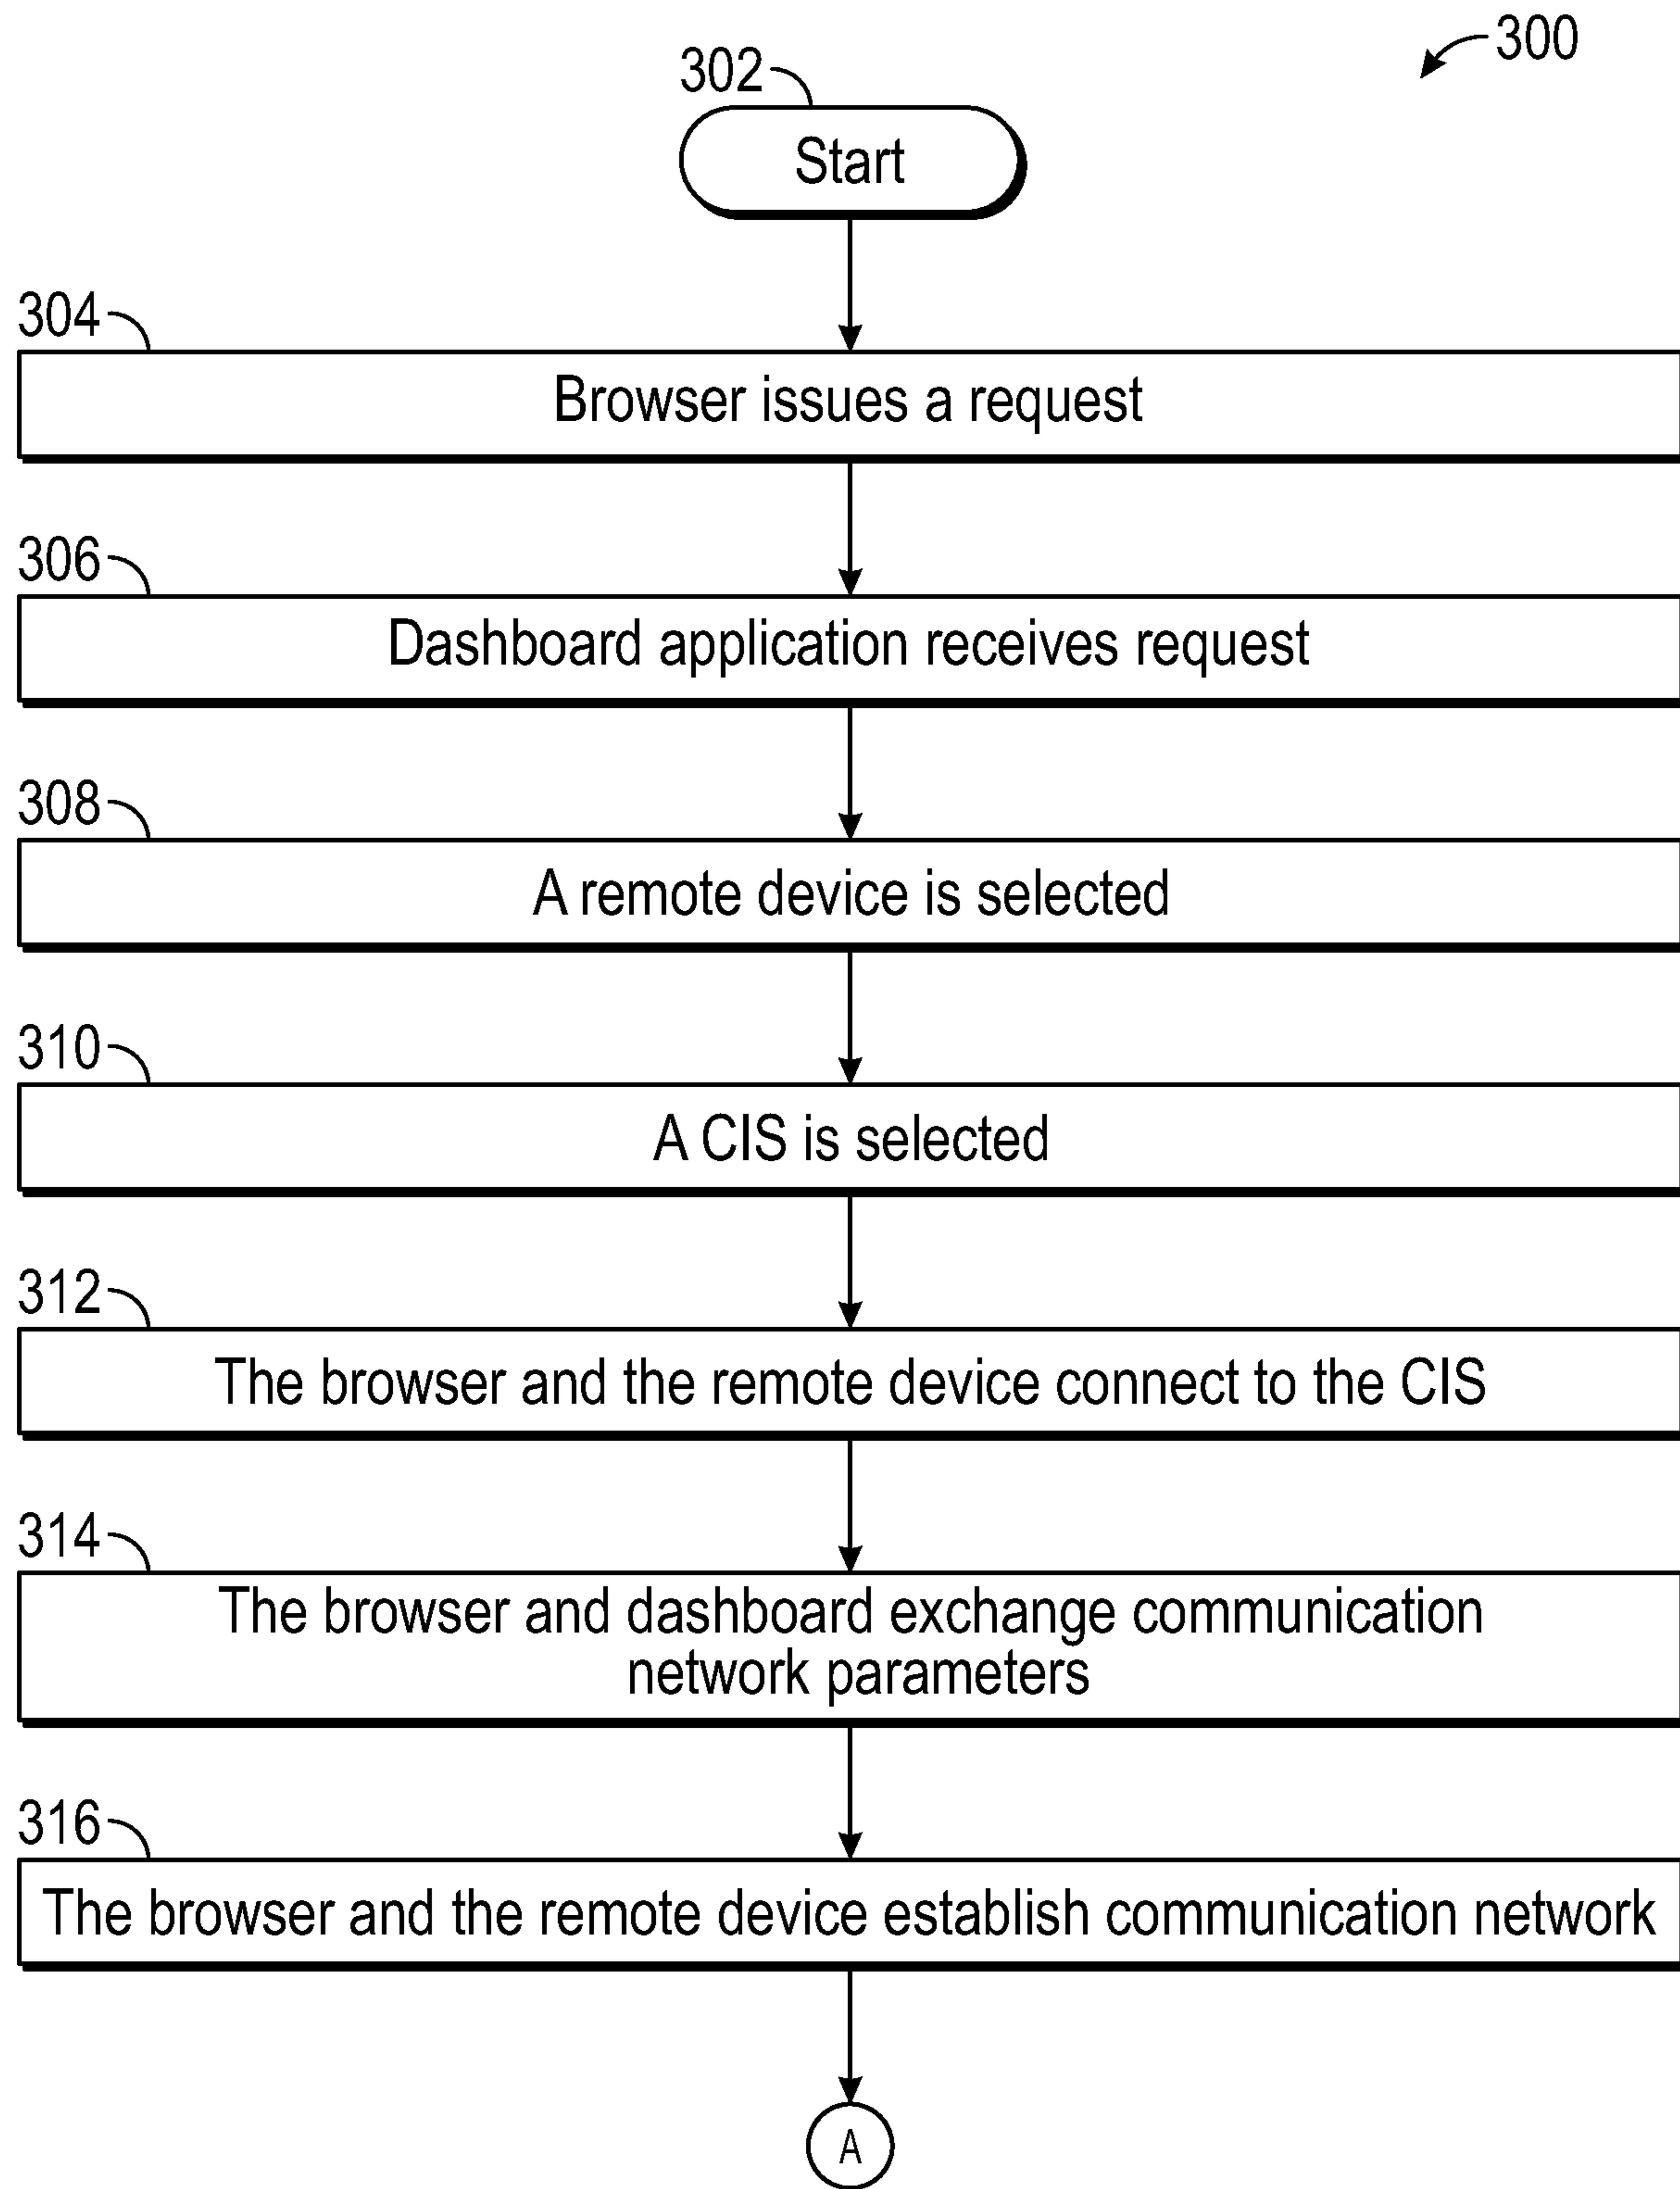 300
302
Start
304
Browser issues a request
306
Dashboard application receives request
308
A remote device is selected
310
A CIS is selected
312
The browser and the remote device connect to the CIS
314
The browser and dashboard exchange communication
network parameters
316
The browser and the remote device establish communication network
A